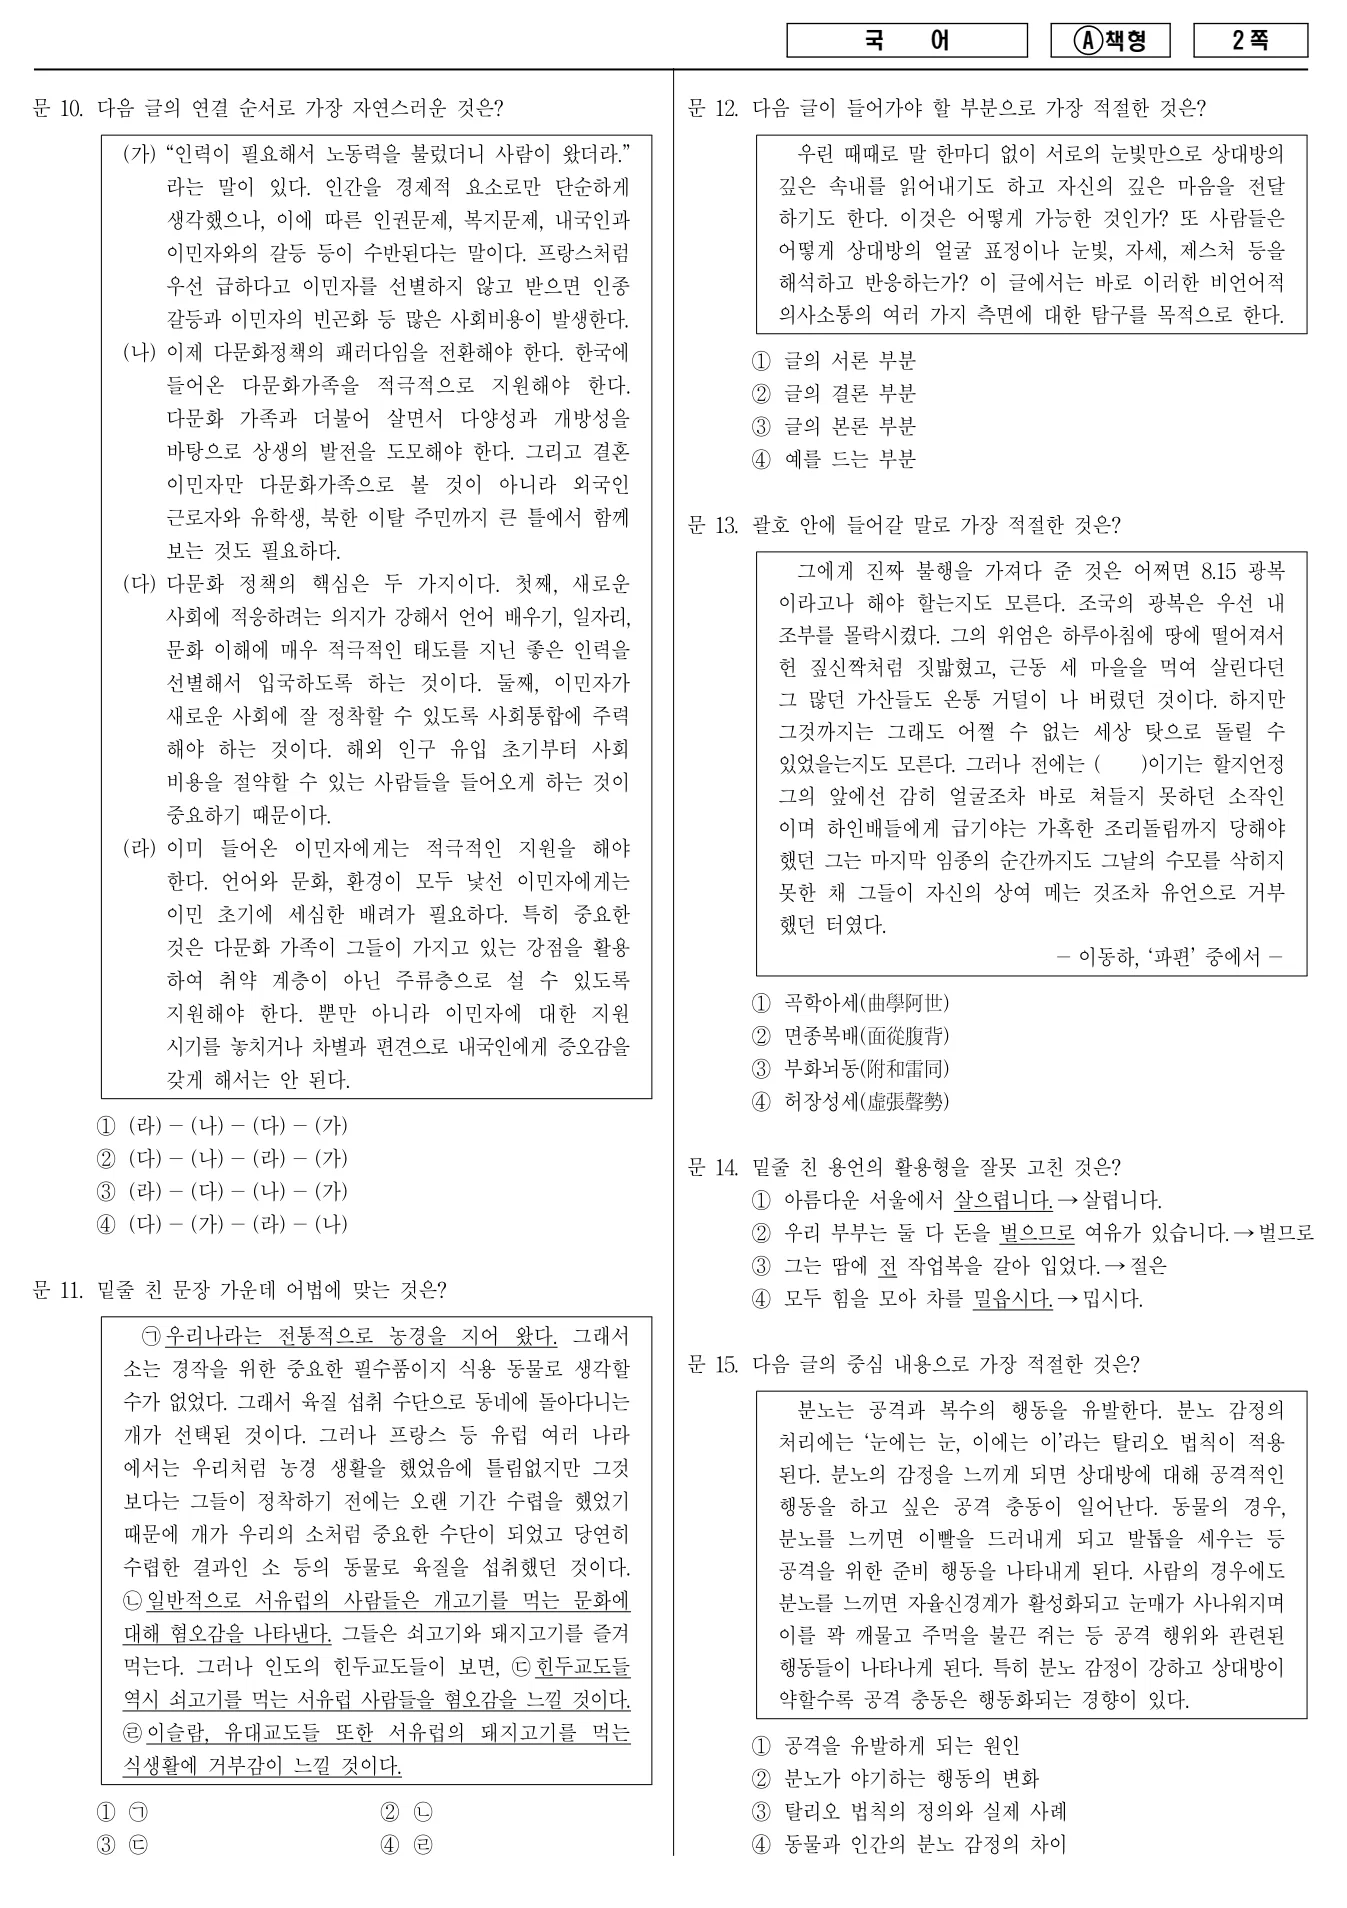 국 어
Ⓐ책형
2쪽
문 10. 다음 글의 연결 순서로 가장 자연스러운 것은?
(가) “인력이 필요해서 노동력을 불렀더니 사람이 왔더라.”
라는 말이 있다. 인간을 경제적 요소로만 단순하게
생각했으나, 이에 따른 인권문제, 복지문제, 내국인과
이민자와의 갈등 등이 수반된다는 말이다. 프랑스처럼
우선 급하다고 이민자를 선별하지 않고 받으면 인종
갈등과 이민자의 빈곤화 등 많은 사회비용이 발생한다.
(나) 이제 다문화정책의 패러다임을 전환해야 한다. 한국에
들어온 다문화가족을 적극적으로 지원해야 한다.
다문화 가족과 더불어 살면서 다양성과 개방성을
바탕으로 상생의 발전을 도모해야 한다. 그리고 결혼
이민자만 다문화가족으로 볼 것이 아니라 외국인
근로자와 유학생, 북한 이탈 주민까지 큰 틀에서 함께
보는 것도 필요하다.
(다) 다문화 정책의 핵심은 두 가지이다. 첫째, 새로운
사회에 적응하려는 의지가 강해서 언어 배우기, 일자리,
문화 이해에 매우 적극적인 태도를 지닌 좋은 인력을
선별해서 입국하도록 하는 것이다. 둘째, 이민자가
새로운 사회에 잘 정착할 수 있도록 사회통합에 주력
해야 하는 것이다. 해외 인구 유입 초기부터 사회
비용을 절약할 수 있는 사람들을 들어오게 하는 것이
중요하기 때문이다.
(라) 이미 들어온 이민자에게는 적극적인 지원을 해야
한다. 언어와 문화, 환경이 모두 낯선 이민자에게는
이민 초기에 세심한 배려가 필요하다. 특히 중요한
것은 다문화 가족이 그들이 가지고 있는 강점을 활용
하여 취약 계층이 아닌 주류층으로 설 수 있도록
지원해야 한다. 뿐만 아니라 이민자에 대한 지원
시기를 놓치거나 차별과 편견으로 내국인에게 증오감을
갖게 해서는 안 된다.
① (라) － (나) － (다) － (가)
② (다) － (나) － (라) － (가)
③ (라) － (다) － (나) － (가)
④ (다) － (가) － (라) － (나)
문 11. 밑줄 친 문장 가운데 어법에 맞는 것은?
㉠우리나라는 전통적으로 농경을 지어 왔다. 그래서
소는 경작을 위한 중요한 필수품이지 식용 동물로 생각할
수가 없었다. 그래서 육질 섭취 수단으로 동네에 돌아다니는
개가 선택된 것이다. 그러나 프랑스 등 유럽 여러 나라
에서는 우리처럼 농경 생활을 했었음에 틀림없지만 그것
보다는 그들이 정착하기 전에는 오랜 기간 수렵을 했었기
때문에 개가 우리의 소처럼 중요한 수단이 되었고 당연히
수렵한 결과인 소 등의 동물로 육질을 섭취했던 것이다.
㉡일반적으로 서유럽의 사람들은 개고기를 먹는 문화에
대해 혐오감을 나타낸다. 그들은 쇠고기와 돼지고기를 즐겨
먹는다. 그러나 인도의 힌두교도들이 보면, ㉢힌두교도들
역시 쇠고기를 먹는 서유럽 사람들을 혐오감을 느낄 것이다.
㉣이슬람, 유대교도들 또한 서유럽의 돼지고기를 먹는
식생활에 거부감이 느낄 것이다.
① ㉠ ② ㉡
③ ㉢ ④ ㉣
문 12. 다음 글이 들어가야 할 부분으로 가장 적절한 것은?
우린 때때로 말 한마디 없이 서로의 눈빛만으로 상대방의
깊은 속내를 읽어내기도 하고 자신의 깊은 마음을 전달
하기도 한다. 이것은 어떻게 가능한 것인가? 또 사람들은
어떻게 상대방의 얼굴 표정이나 눈빛, 자세, 제스처 등을
해석하고 반응하는가? 이 글에서는 바로 이러한 비언어적
의사소통의 여러 가지 측면에 대한 탐구를 목적으로 한다.
① 글의 서론 부분
② 글의 결론 부분
③ 글의 본론 부분
④ 예를 드는 부분
문 13. 괄호 안에 들어갈 말로 가장 적절한 것은?
그에게 진짜 불행을 가져다 준 것은 어쩌면 8.15 광복
이라고나 해야 할는지도 모른다. 조국의 광복은 우선 내
조부를 몰락시켰다. 그의 위엄은 하루아침에 땅에 떨어져서
헌 짚신짝처럼 짓밟혔고, 근동 세 마을을 먹여 살린다던
그 많던 가산들도 온통 거덜이 나 버렸던 것이다. 하지만
그것까지는 그래도 어쩔 수 없는 세상 탓으로 돌릴 수
있었을는지도 모른다. 그러나 전에는 (　　)이기는 할지언정
그의 앞에선 감히 얼굴조차 바로 쳐들지 못하던 소작인
이며 하인배들에게 급기야는 가혹한 조리돌림까지 당해야
했던 그는 마지막 임종의 순간까지도 그날의 수모를 삭히지
못한 채 그들이 자신의 상여 메는 것조차 유언으로 거부
했던 터였다.
－ 이동하, ‘파편’ 중에서 －
① 곡학아세(曲學阿世)
② 면종복배(面從腹背)
③ 부화뇌동(附和雷同)
④ 허장성세(虛張聲勢)
문 14. 밑줄 친 용언의 활용형을 잘못 고친 것은?
① 아름다운 서울에서 살으렵니다.→살렵니다.
② 우리 부부는 둘 다 돈을 벌으므로 여유가 있습니다.→벌므로
③ 그는 땀에 전 작업복을 갈아 입었다.→절은
④ 모두 힘을 모아 차를 밀읍시다.→밉시다.
문 15. 다음 글의 중심 내용으로 가장 적절한 것은?
분노는 공격과 복수의 행동을 유발한다. 분노 감정의
처리에는 ‘눈에는 눈, 이에는 이’라는 탈리오 법칙이 적용
된다. 분노의 감정을 느끼게 되면 상대방에 대해 공격적인
행동을 하고 싶은 공격 충동이 일어난다. 동물의 경우,
분노를 느끼면 이빨을 드러내게 되고 발톱을 세우는 등
공격을 위한 준비 행동을 나타내게 된다. 사람의 경우에도
분노를 느끼면 자율신경계가 활성화되고 눈매가 사나워지며
이를 꽉 깨물고 주먹을 불끈 쥐는 등 공격 행위와 관련된
행동들이 나타나게 된다. 특히 분노 감정이 강하고 상대방이
약할수록 공격 충동은 행동화되는 경향이 있다.
① 공격을 유발하게 되는 원인
② 분노가 야기하는 행동의 변화
③ 탈리오 법칙의 정의와 실제 사례
④ 동물과 인간의 분노 감정의 차이